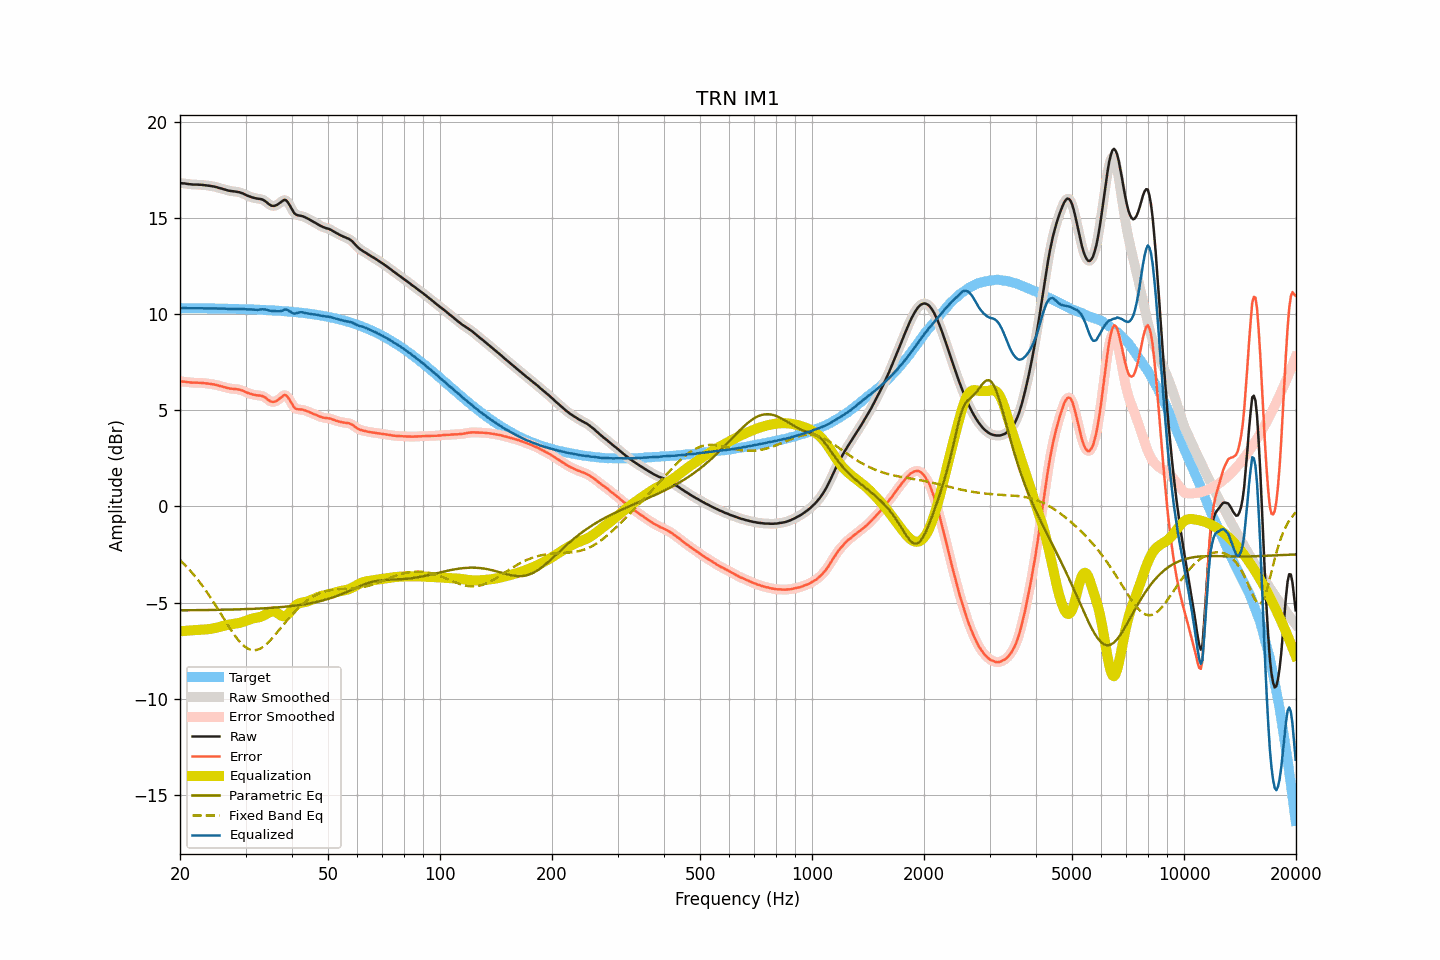 TRN IM1
20
15
10
5
0
−5
−10
−15
Amplitude (dBr)
Target
Raw Smoothed
Error Smoothed
Raw
Error
Equalization
Parametric Eq
Fixed Band Eq
Equalized
20 50 100 200 500 1000 2000 5000 10000 20000
Frequency (Hz)